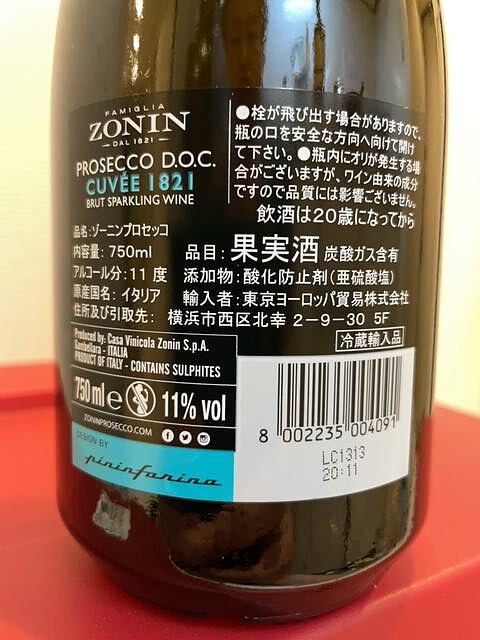 FAMIGLIA
ZONIN
DAL 1821
PROSECCO D.O.C.
CUVÉE 1821
BRUT SPARKLING WINE
●栓が飛び出す場合がありますので、
瓶の口を安全な方向へ向けて開け
て下さい。●瓶内にオリが発生する場
合がございますが、ワイン由来の成分
ですので品質には影響ございません。
飲酒は20歳になってから
品名:ゾーニンプロセッコ
内容量: 750ml 品目:果実酒 炭酸ガス含有
アルコール分:11度 添加物:酸化防止剤(亜硫酸塩)
原産国名:イタリア 輸入者:東京ヨーロッパ貿易株式会社
住所及び引取先: 横浜市西区北幸 2-9-30 5F
冷蔵輸入品
Produced by: Casa Vinicola Zonin S.p.A.
Gambellara - ITALIA
PRODUCT OF ITALY - CONTAINS SULPHITES
750 ml e 11% vol
ZONINPROSECCO.COM
DESIGN BY
pininfarina
8 002235 004091
LC1313
20:11